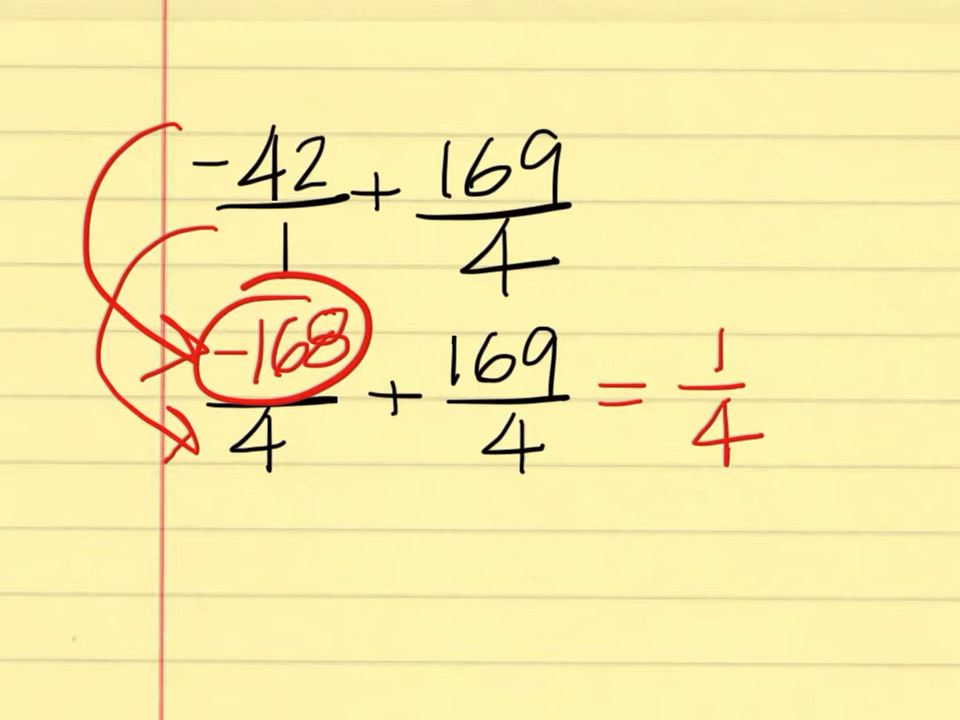 -42/1 + 169/4
-168/4 + 169/4 = 1/4